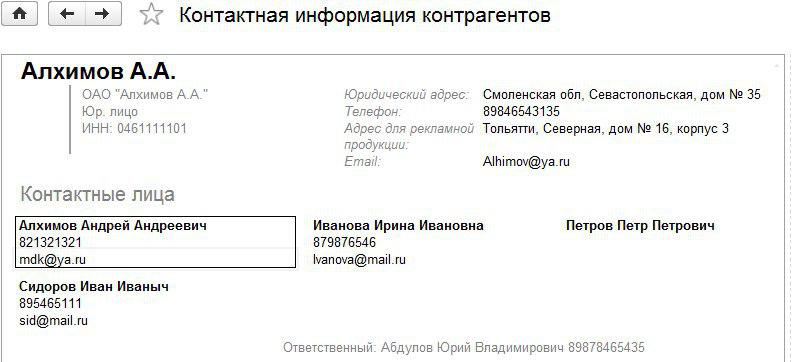 Контактная информация контрагентов
Алхимов А.А.
ОАО "Алхимов А.А."
Юр. лицо
ИНН: 0461111101
Юридический адрес: Смоленская обл, Севастопольская, дом № 35
Телефон: 89846543135
Адрес для рекламной продукции: Тольятти, Северная, дом № 16, корпус 3
Email: Alhimov@ya.ru
Контактные лица
Алхимов Андрей Андреевич
821321321
mdk@ya.ru
Иванова Ирина Ивановна
879876546
Ivanova@mail.ru
Петров Петр Петрович
Сидоров Иван Иваныч
895465111
sid@mail.ru
Ответственный: Абдулов Юрий Владимирович 89878465435